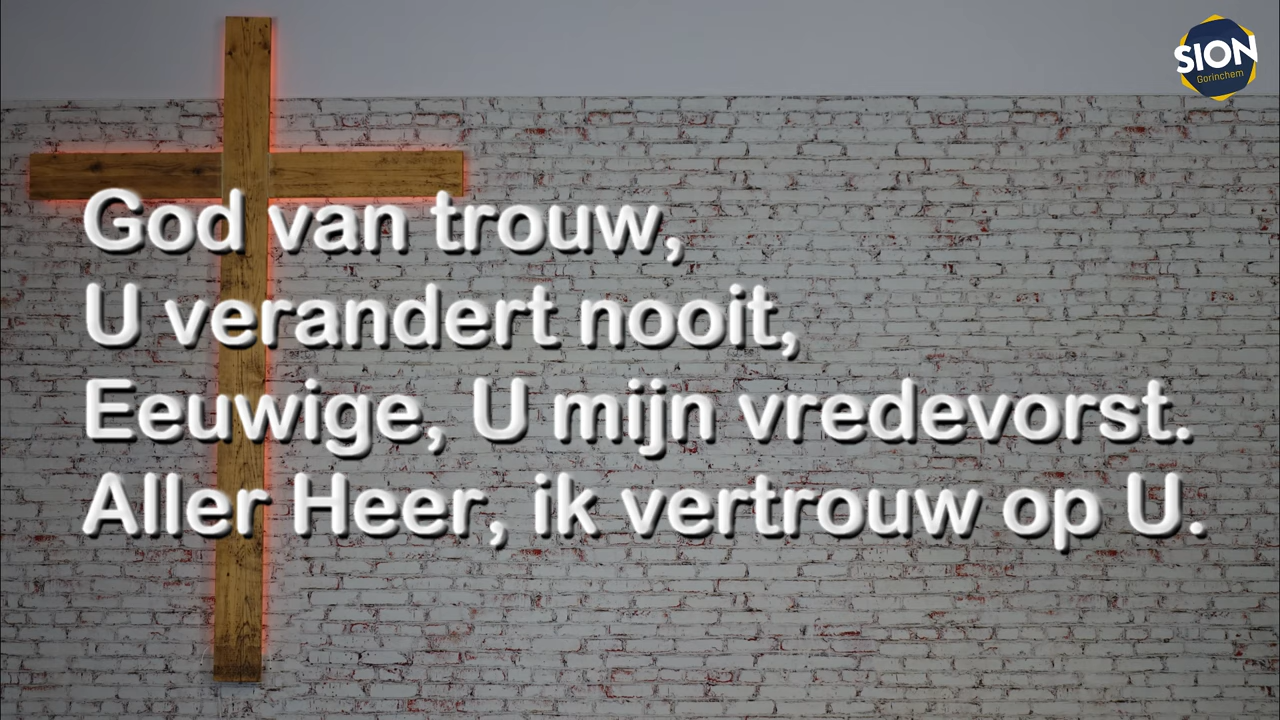 SION
Gorinchem
God van trouw,
U verandert nooit,
Eeuwige, U mijn vredevorst.
Aller Heer, ik vertrouw op U.